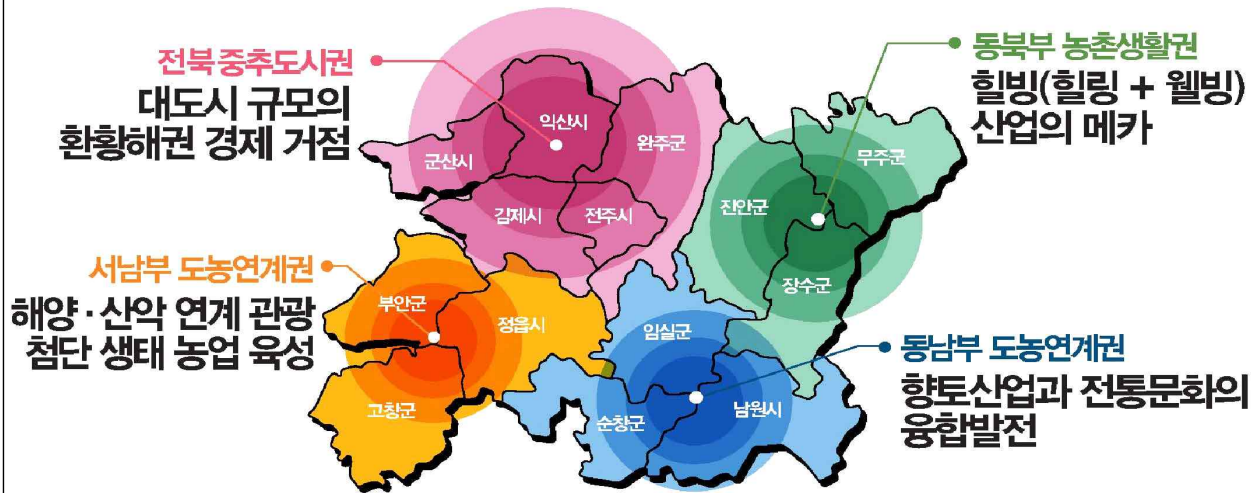 전북 중추도시권
대도시 규모의
환황해권 경제 거점
동북부 농촌생활권
힐빙(힐링 + 웰빙)
산업의 메카
익산시
완주군
군산시
김제시
전주시
무주군
진안군
장수군
서남부 도농연계권
해양·산악 연계 관광
첨단 생태 농업 육성
부안군
정읍시
고창군
임실군
순창군
남원시
동남부 도농연계권
향토산업과 전통문화의
융합발전